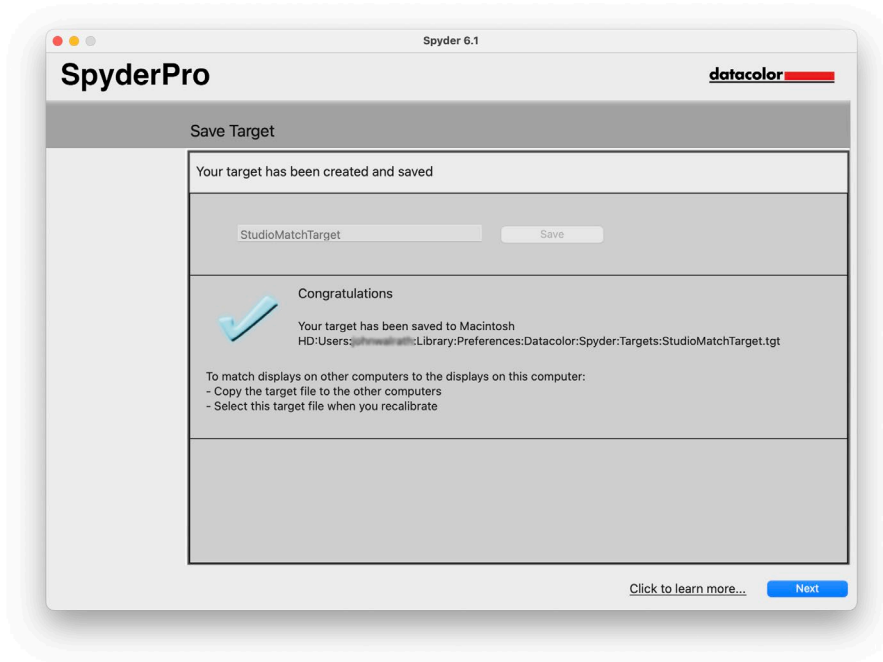 Spyder 6.1
SpyderPro
datacolor
Save Target
Your target has been created and saved
StudioMatchTarget
Save
Congratulations
Your target has been saved to Macintosh
HD:Users: :Library:Preferences:Datacolor:Spyder:Targets:StudioMatchTarget.tgt
To match displays on other computers to the displays on this computer:
- Copy the target file to the other computers
- Select this target file when you recalibrate
Click to learn more...
Next